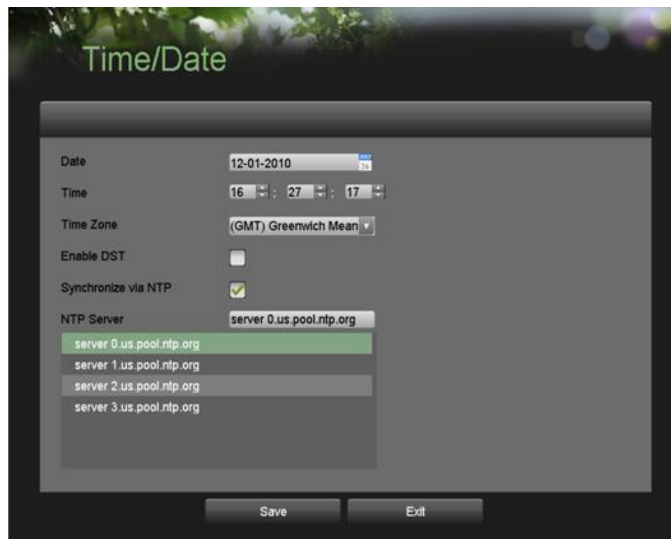 Time/Date
Date 12-01-2010
Time 16 : 27 : 17
Time Zone (GMT) Greenwich Mean
Enable DST
Synchronize via NTP
NTP Server server 0.us.pool.ntp.org
server 0.us.pool.ntp.org
server 1.us.pool.ntp.org
server 2.us.pool.ntp.org
server 3.us.pool.ntp.org
Save Exit